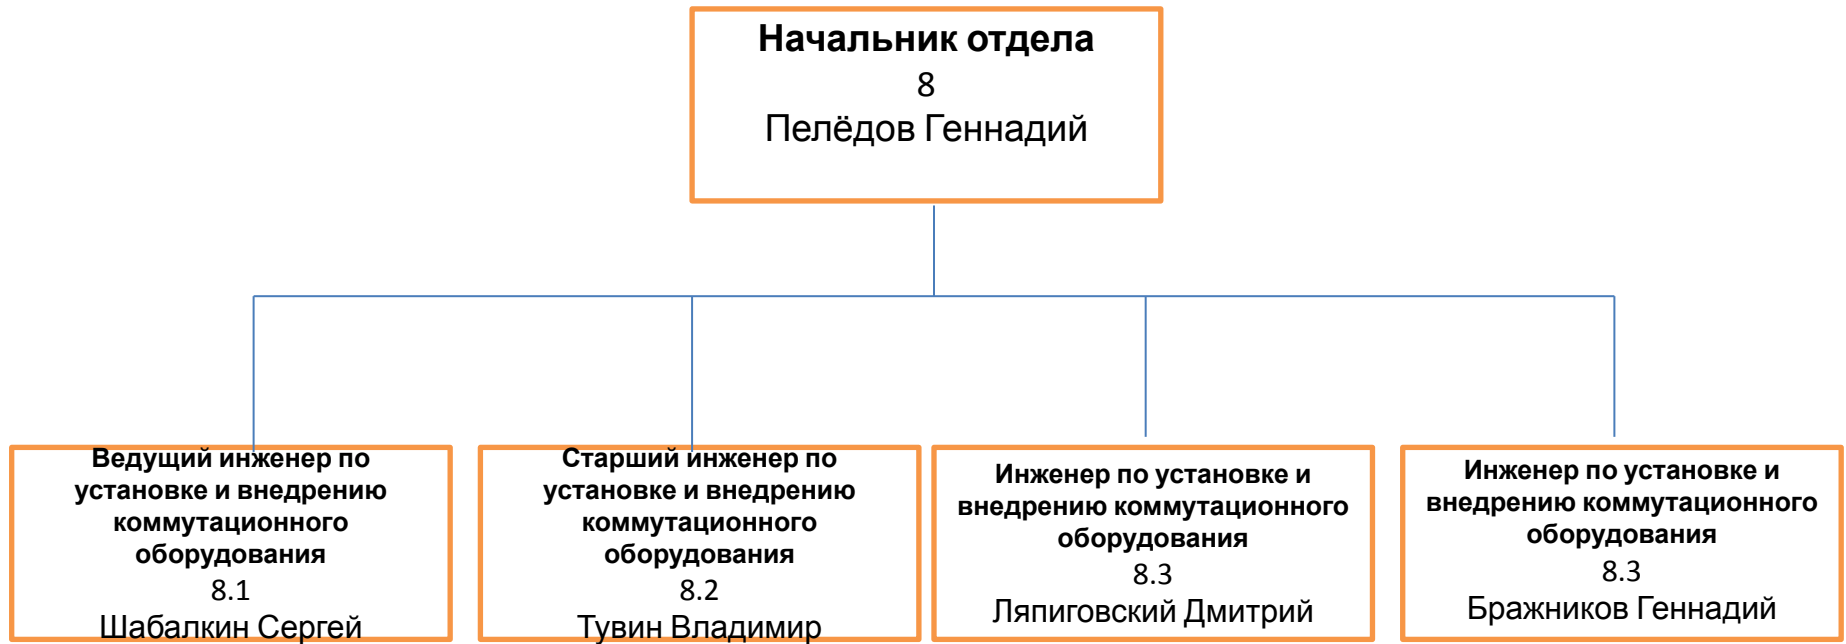 Начальник отдела
8
Пелёдов Геннадий
Ведущий инженер по
установке и внедрению
коммутационного
оборудования
8.1
Шабалкин Сергей
Старший инженер по
установке и внедрению
коммутационного
оборудования
8.2
Тувин Владимир
Инженер по установке и
внедрению коммутационного
оборудования
8.3
Ляпиговский Дмитрий
Инженер по установке и
внедрению коммутационного
оборудования
8.3
Бражников Геннадий